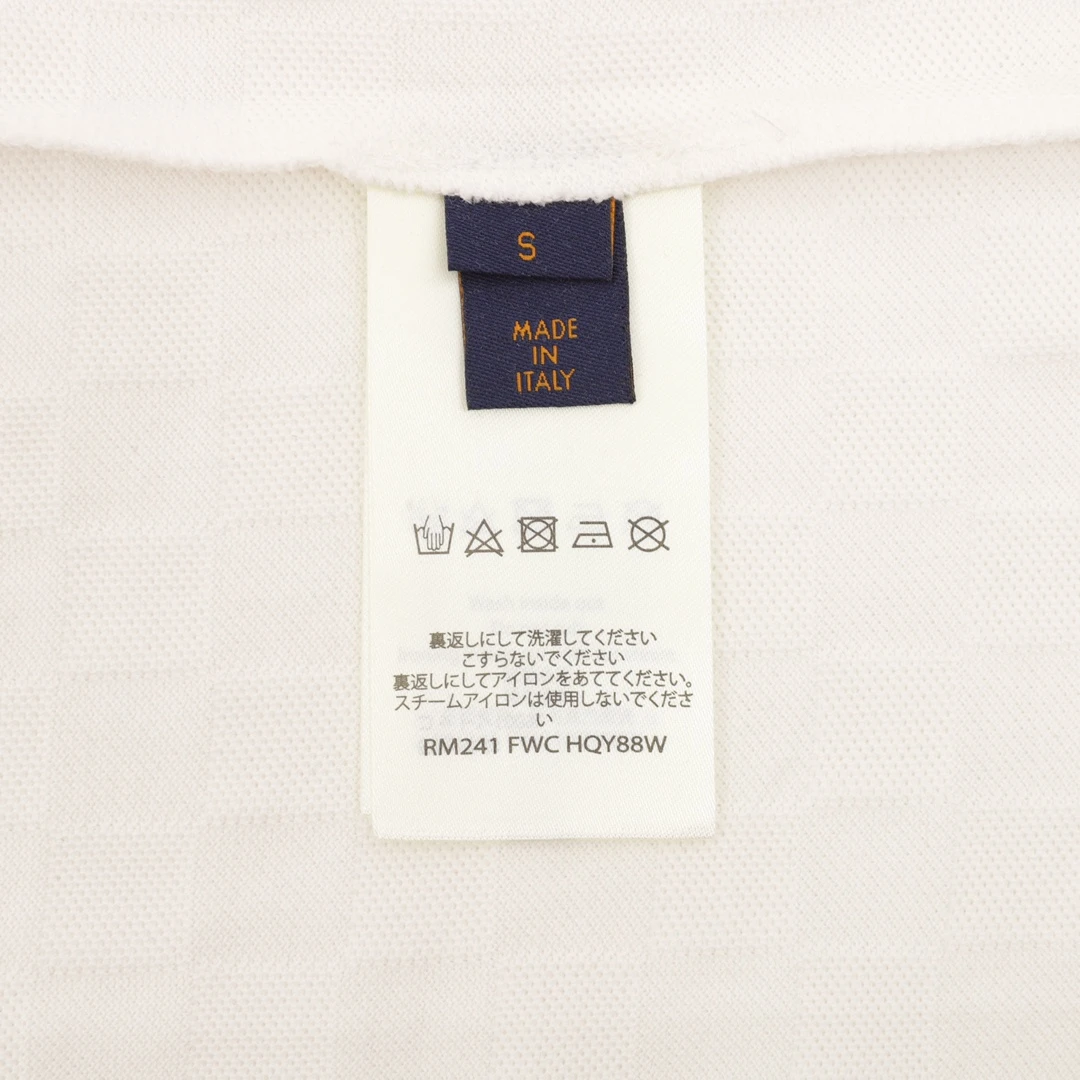 S
MADE
IN
ITALY
裏返しにして洗濯してください
こすらないでください
裏返しにしてアイロンをあててください。
スチームアイロンは使用しないでくださ
い
RM241 FWC HQY88W